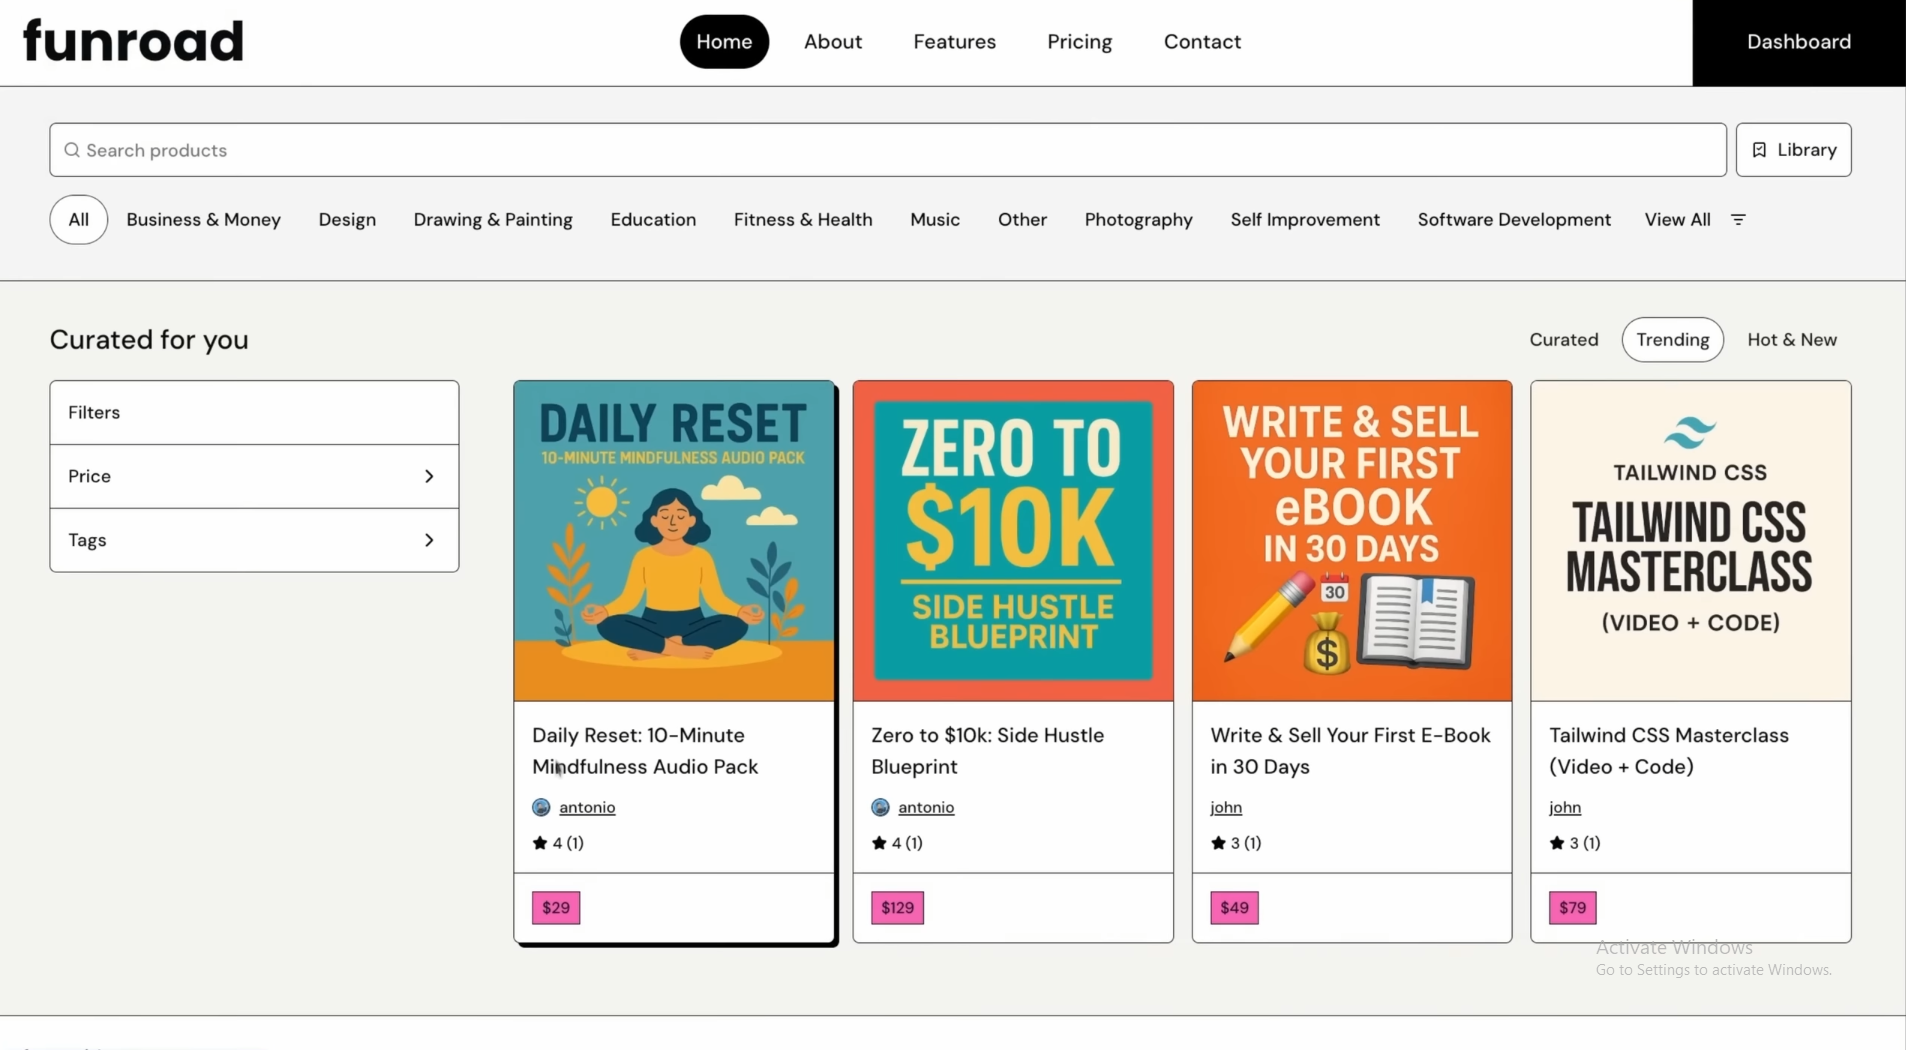 funroad
Home About Features Pricing Contact
Dashboard
Search products
Library
All Business & Money Design Drawing & Painting Education Fitness & Health Music Other Photography Self Improvement Software Development View All
Curated for you
Curated Trending Hot & New
Filters
Price
Tags
DAILY RESET
10-MINUTE MINDFULNESS AUDIO PACK
Daily Reset: 10-Minute
Mindfulness Audio Pack
antonio
4 (1)
$29
ZERO TO
$10K
SIDE HUSTLE
BLUEPRINT
Zero to $10k: Side Hustle
Blueprint
antonio
4 (1)
$129
WRITE & SELL
YOUR FIRST
eBOOK
IN 30 DAYS
30
$
Write & Sell Your First E-Book
in 30 Days
john
3 (1)
$49
TAILWIND CSS
TAILWIND CSS
MASTERCLASS
(VIDEO + CODE)
Tailwind CSS Masterclass
(Video + Code)
john
3 (1)
$79
Activate Windows
Go to Settings to activate Windows.